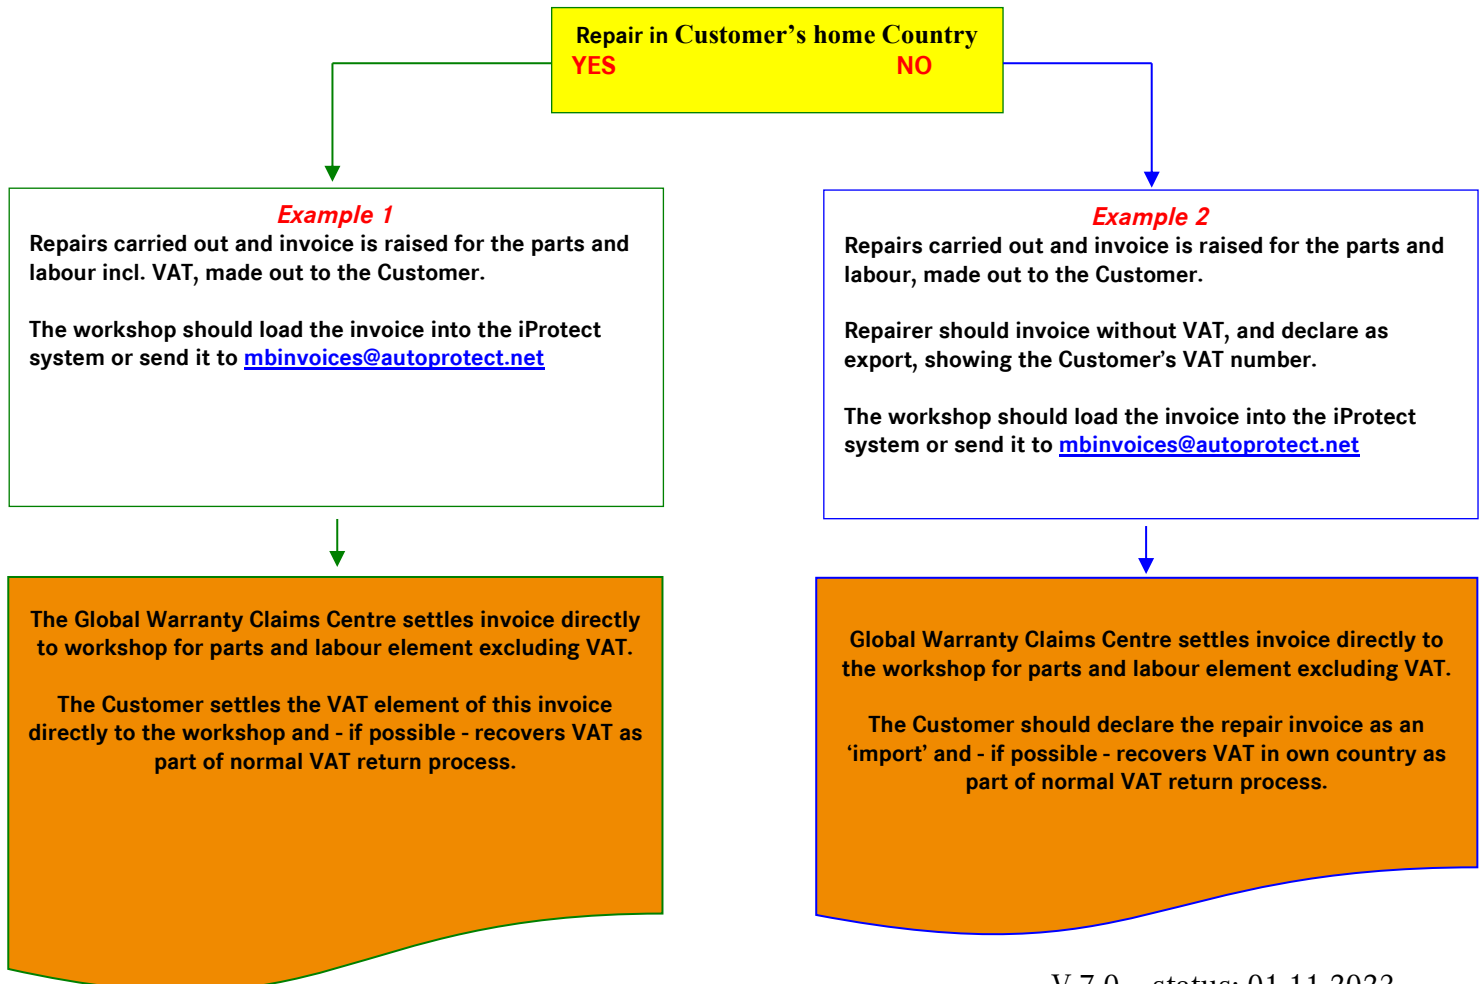 Repair in Customer’s home Country
YES NO
Example 1
Repairs carried out and invoice is raised for the parts and
labour incl. VAT, made out to the Customer.
The workshop should load the invoice into the iProtect
system or send it to mbinvoices@autoprotect.net
Example 2
Repairs carried out and invoice is raised for the parts and
labour, made out to the Customer.
Repairer should invoice without VAT, and declare as
export, showing the Customer’s VAT number.
The workshop should load the invoice into the iProtect
system or send it to mbinvoices@autoprotect.net
The Global Warranty Claims Centre settles invoice directly
to workshop for parts and labour element excluding VAT.
The Customer settles the VAT element of this invoice
directly to the workshop and - if possible - recovers VAT as
part of normal VAT return process.
Global Warranty Claims Centre settles invoice directly to
the workshop for parts and labour element excluding VAT.
The Customer should declare the repair invoice as an
‘import’ and - if possible - recovers VAT in own country as
part of normal VAT return process.
status: